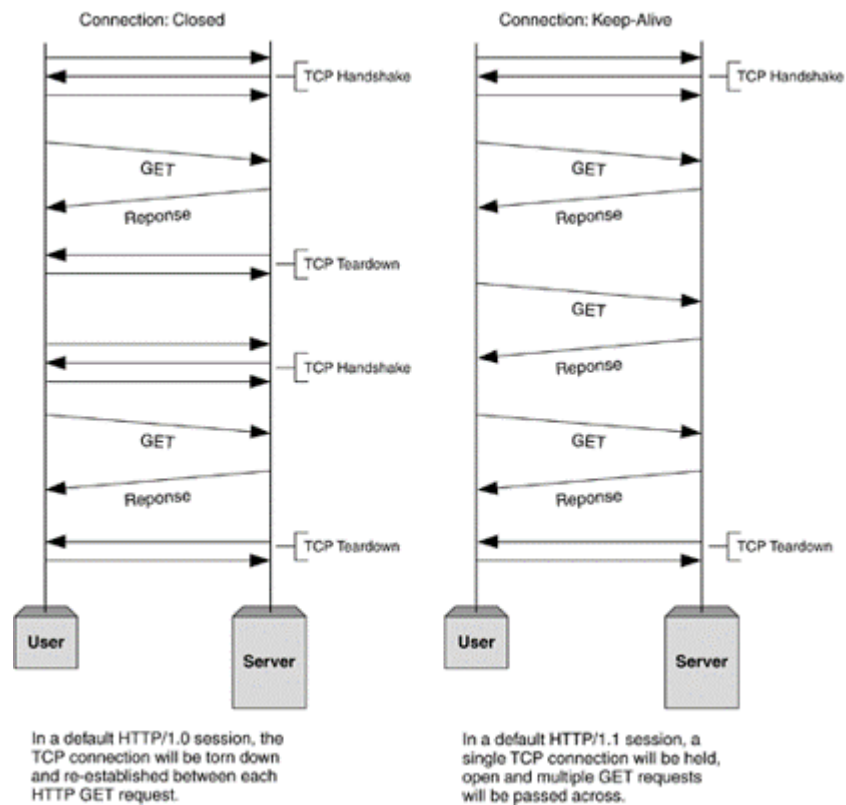 Connection: Closed
TCP Handshake
GET
Reponse
TCP Teardown
TCP Handshake
GET
Reponse
TCP Teardown
User
Server
In a default HTTP/1.0 session, the
TCP connection will be torn down
and re-established between each
HTTP GET request.
Connection: Keep-Alive
TCP Handshake
GET
Reponse
GET
Reponse
GET
Reponse
TCP Teardown
User
Server
In a default HTTP/1.1 session, a
single TCP connection will be held,
open and multiple GET requests
will be passed across.